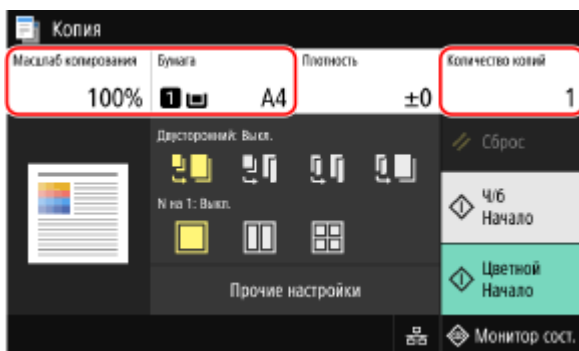 Копия
Масштаб копирования Бумага Плотность Количество копий
100% 1 A4 ±0 1
Двусторонний: Выкл.
Сброс
N на 1: Выкл.
Ч/б
Начало
Цветной
Начало
Прочие настройки
Монитор сост.